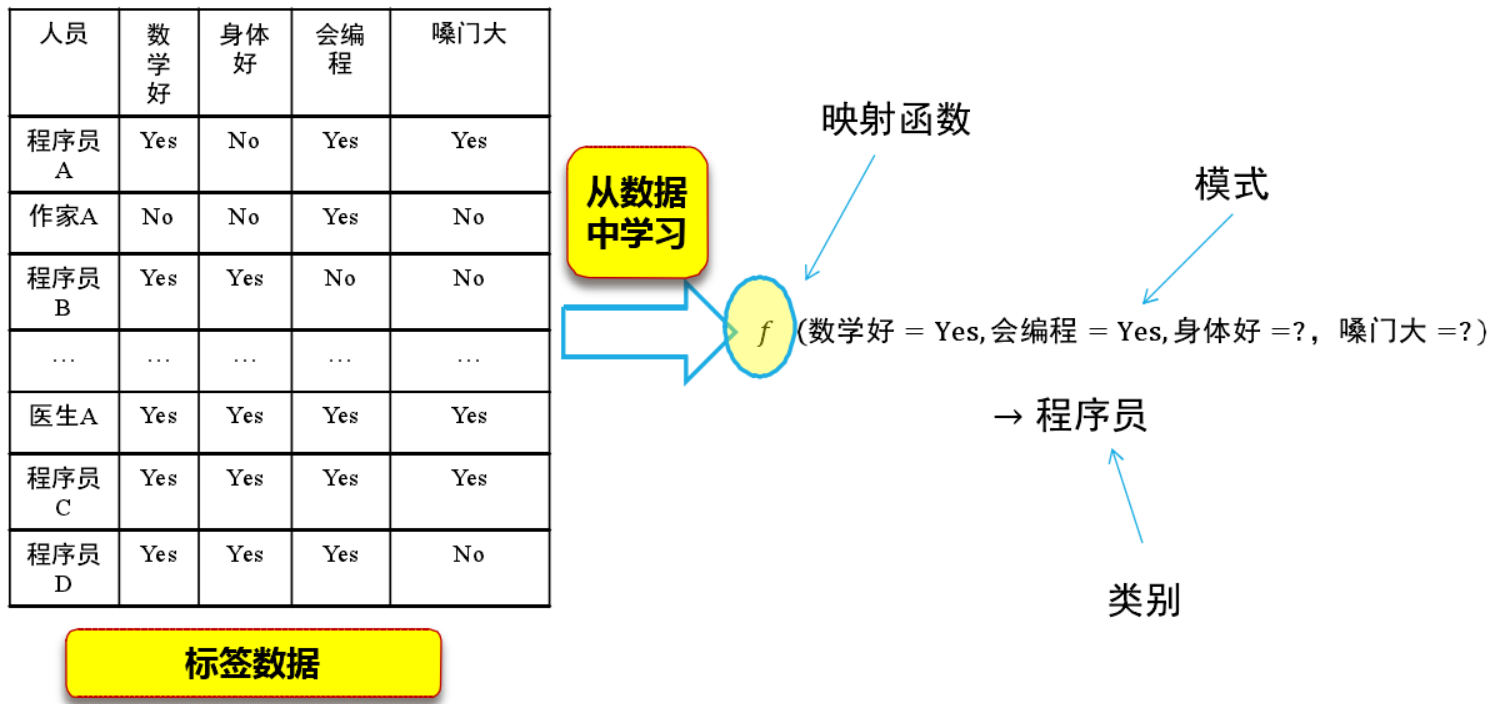 人员 数学好 身体好 会编程 嗓门大
程序员A Yes No Yes Yes
作家A No No Yes No
程序员B Yes Yes No No
… … … … …
医生A Yes Yes Yes Yes
程序员C Yes Yes Yes Yes
程序员D Yes Yes Yes No
标签数据
从数据
中学习
映射函数
模式
f (数学好 = Yes, 会编程 = Yes, 身体好 =?，嗓门大 =?)
→ 程序员
类别